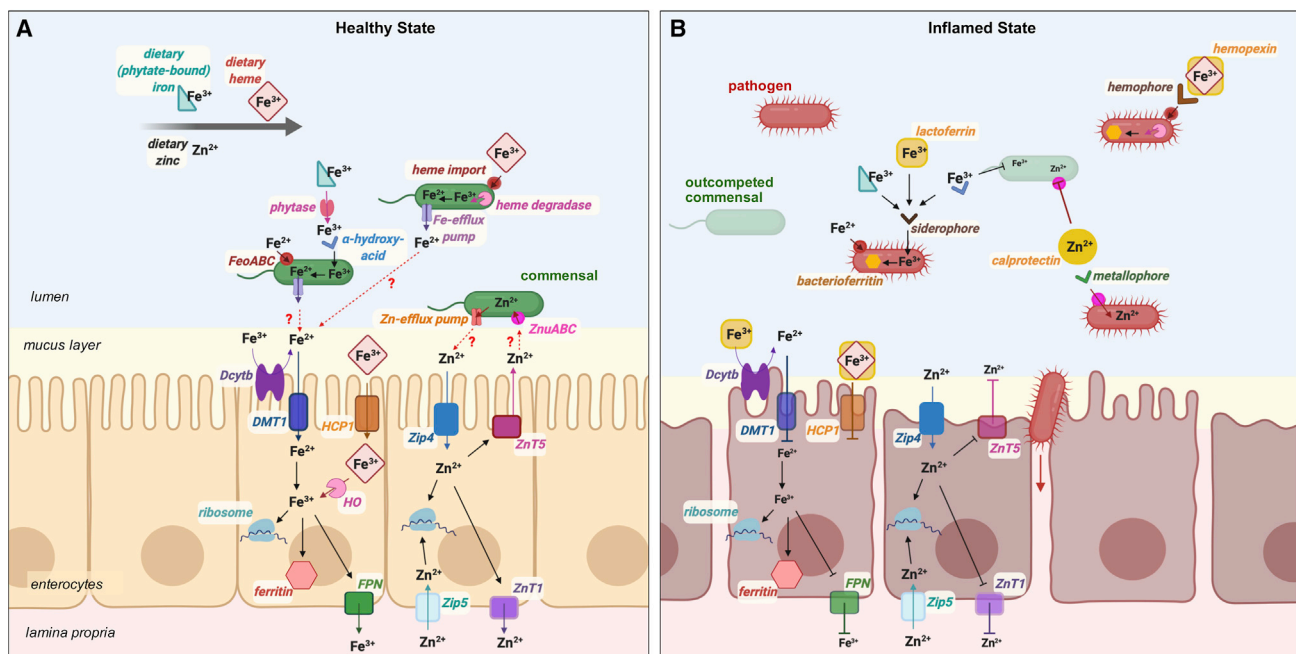 A
Healthy State
dietary
(phytate-bound)
iron
Fe³⁺
dietary
heme
Fe³⁺
dietary
zinc
Zn²⁺
phytase
Fe³⁺
Fe³⁺
α-hydroxy-
acid
Fe²⁺
FeoABC
Fe²⁺
Fe³⁺
heme import
Fe³⁺
Fe²⁺
Fe³⁺
heme degradase
Fe-efflux
pump
Fe²⁺
?
?
commensal
Zn²⁺
Zn-efflux pump
ZnuABC
?
?
lumen
mucus layer
Fe³⁺
Fe²⁺
Dcytb
Fe³⁺
Zn²⁺
Zn²⁺
DMT1
HCP1
Zip4
ZnT5
Fe²⁺
Fe³⁺
Zn²⁺
Fe³⁺
HO
ribosome
ferritin
FPN
Zn²⁺
Zip5
ZnT1
enterocytes
lamina propria
Fe³⁺
Zn²⁺
Zn²⁺
B
Inflamed State
pathogen
hemopexin
Fe³⁺
hemophore
lactoferrin
Fe³⁺
Fe³⁺
Fe³⁺
Fe³⁺
Zn²⁺
outcompeted
commensal
siderophore
Fe²⁺
Fe³⁺
bacterioferritin
Zn²⁺
calprotectin
metallophore
Zn²⁺
Fe³⁺
Fe²⁺
Dcytb
Fe³⁺
Zn²⁺
Zn²⁺
DMT1
HCP1
Zip4
ZnT5
Fe²⁺
Zn²⁺
Fe³⁺
ribosome
ferritin
FPN
Zn²⁺
Zip5
ZnT1
Fe³⁺
Zn²⁺
Zn²⁺